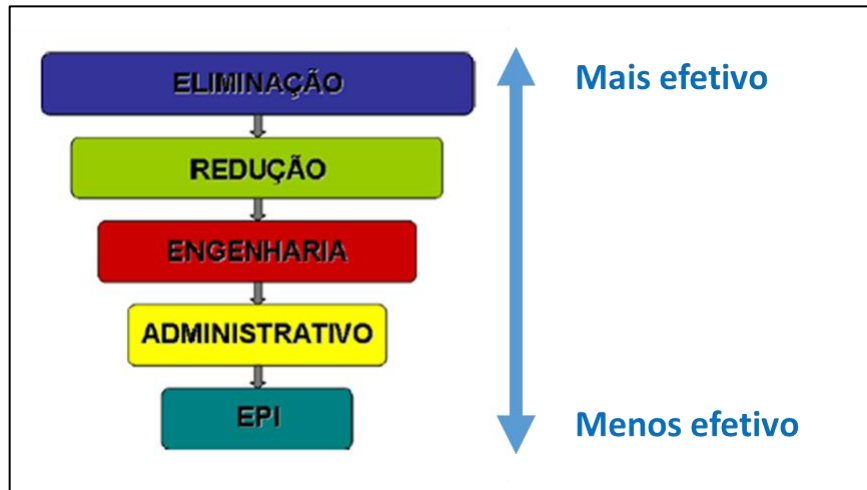 ELIMINAÇÃO
Mais efetivo
REDUÇÃO
ENGENHARIA
ADMINISTRATIVO
EPI
Menos efetivo